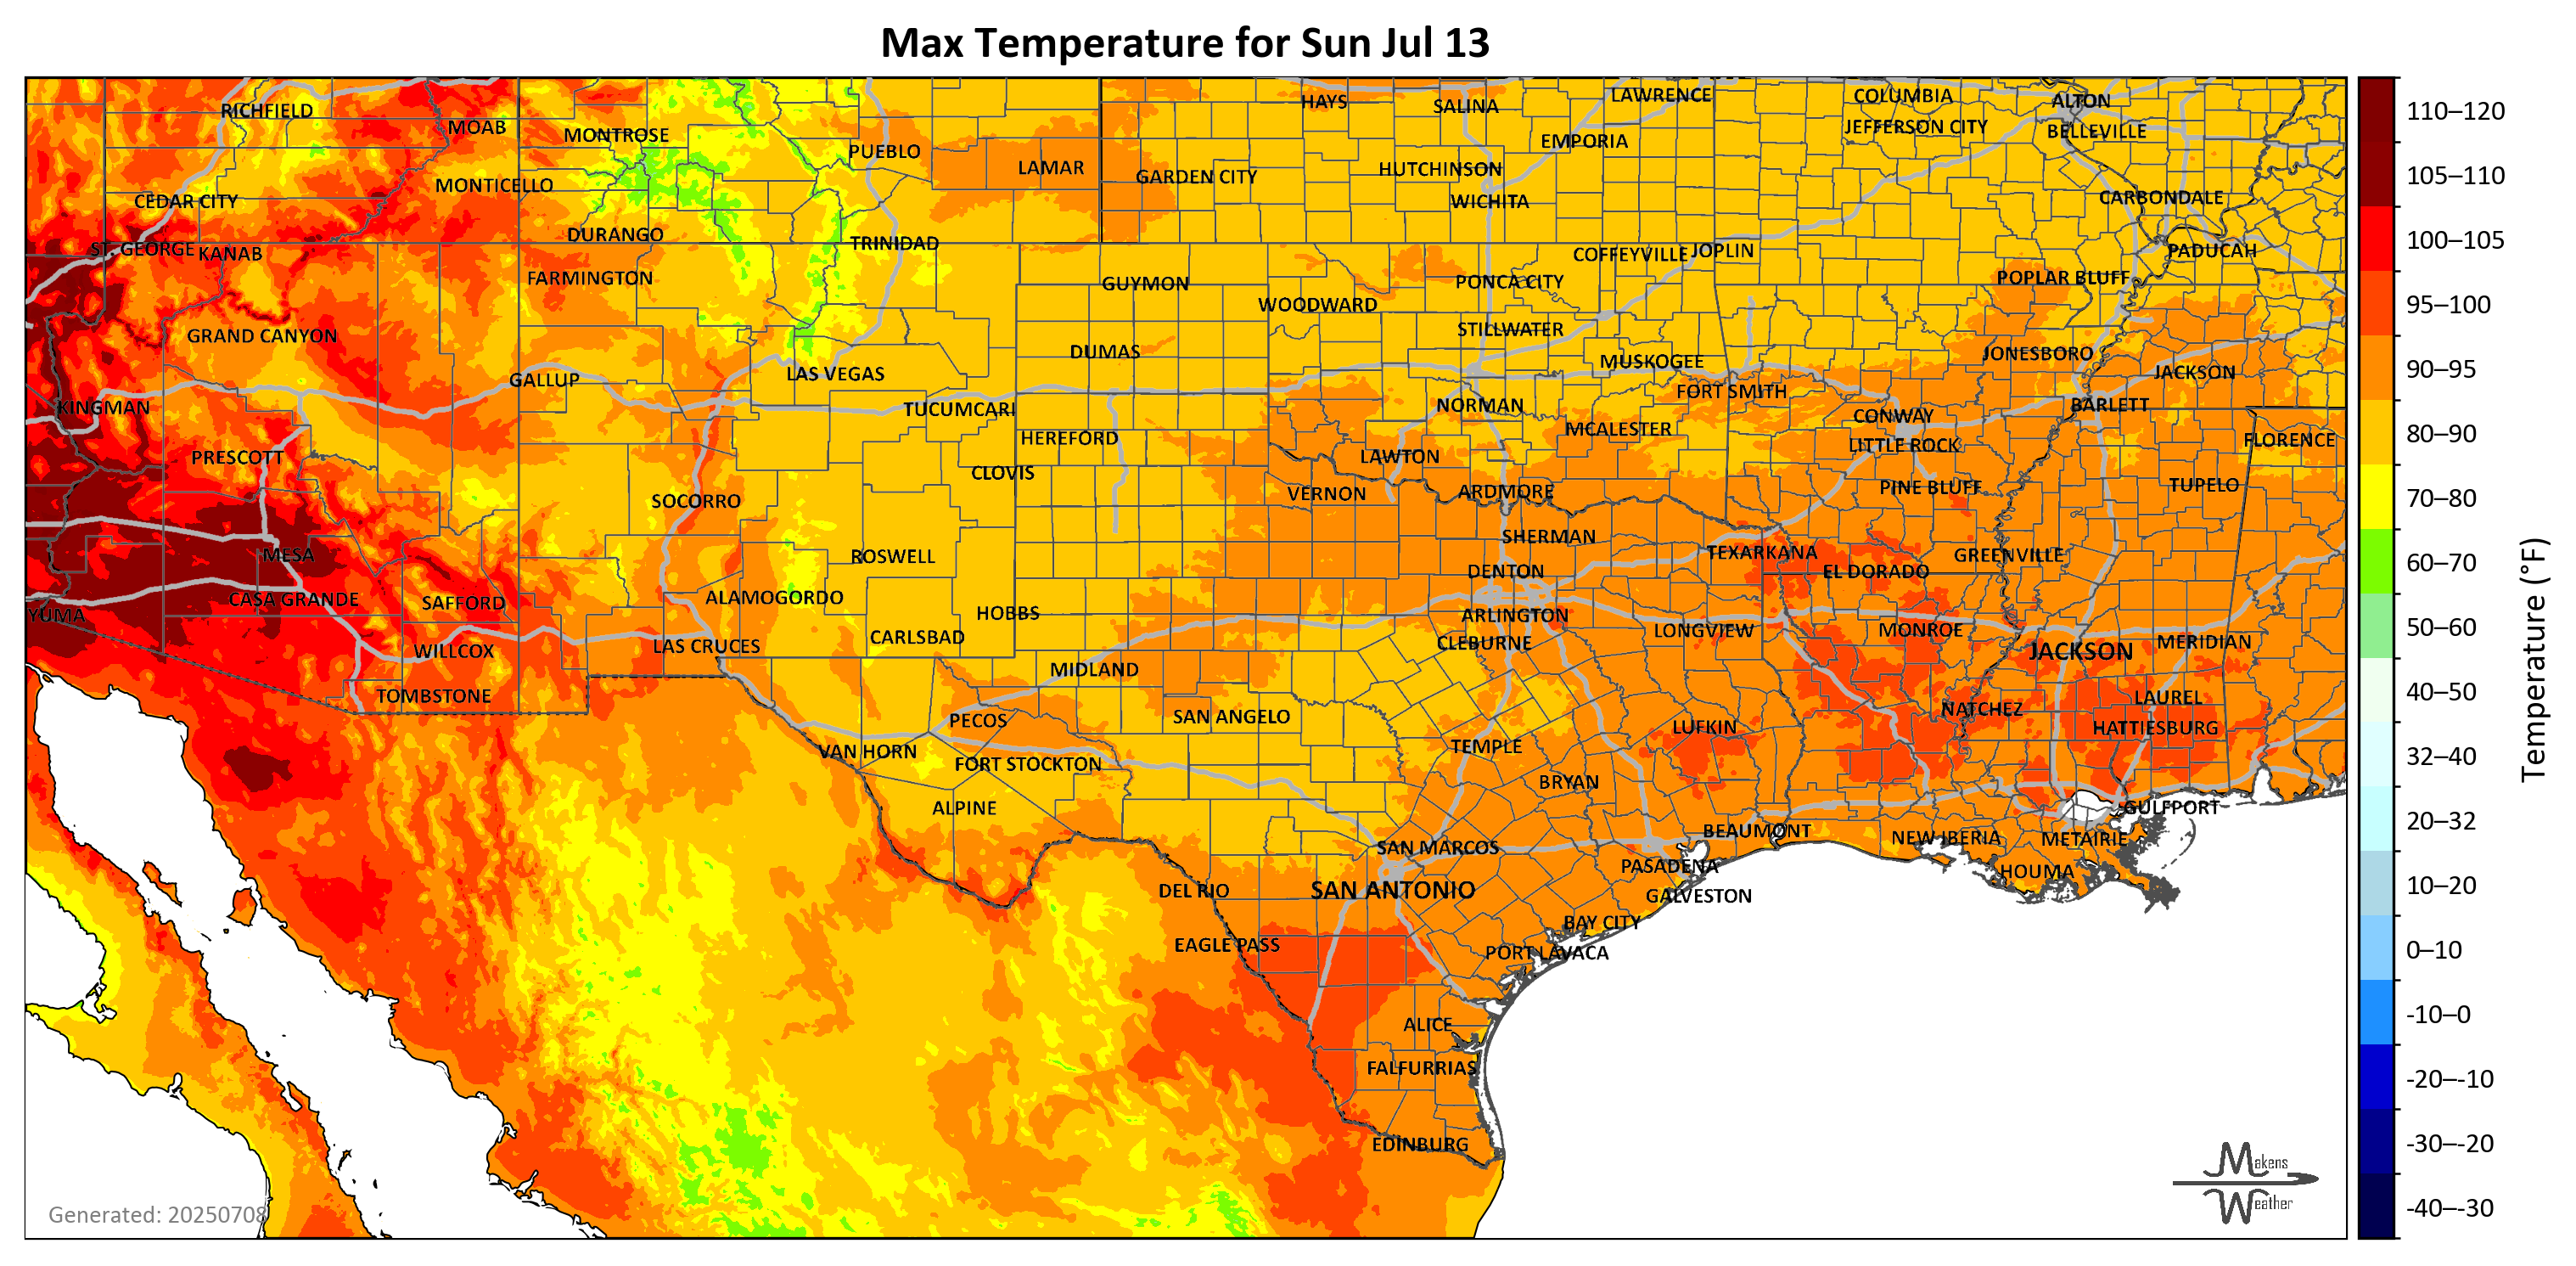 Max Temperature for Sun Jul 13
RICHFIELD
MOAB
MONTROSE
PUEBLO
LAMAR
HAYS
SALINA
LAWRENCE
COLUMBIA
ALTON
JEFFERSON CITY
BELLEVILLE
EMPORIA
HUTCHINSON
GARDEN CITY
WICHITA
MONTICELLO
CEDAR CITY
CARBONDALE
DURANGO
TRINIDAD
ST. GEORGE
KANAB
COFFEYVILLE
JOPLIN
PADUCAH
FARMINGTON
GUYMON
PONCA CITY
POPLAR BLUFF
WOODWARD
GRAND CANYON
STILLWATER
DUMAS
MUSKOGEE
JONESBORO
GALLUP
LAS VEGAS
JACKSON
FORT SMITH
KINGMAN
TUCUMCARI
NORMAN
BARLETT
CONWAY
MCALESTER
HEREFORD
LITTLE ROCK
FLORENCE
PRESCOTT
LAWTON
CLOVIS
PINE BLUFF
TUPELO
SOCORRO
VERNON
ARDMORE
SHERMAN
MESA
ROSWELL
TEXARKANA
GREENVILLE
DENTON
EL DORADO
CASA GRANDE
SAFFORD
ALAMOGORDO
HOBBS
ARLINGTON
YUMA
CARLSBAD
CLEBURNE
LONGVIEW
MONROE
WILLCOX
LAS CRUCES
JACKSON
MERIDIAN
MIDLAND
TOMBSTONE
LAUREL
PECOS
SAN ANGELO
NATCHEZ
LUFKIN
HATTIESBURG
VAN HORN
TEMPLE
FORT STOCKTON
BRYAN
ALPINE
GULFPORT
BEAUMONT
NEW IBERIA
METAIRIE
SAN MARCOS
PASADENA
HOUMA
DEL RIO
SAN ANTONIO
GALVESTON
BAY CITY
EAGLE PASS
PORT LAVACA
ALICE
FALFURRIAS
EDINBURG
Generated: 20250708
Makens
Weather
110–120
105–110
100–105
95–100
90–95
80–90
70–80
60–70
50–60
40–50
32–40
20–32
10–20
0–10
-10–0
-20–-10
-30–-20
-40–-30
Temperature (°F)